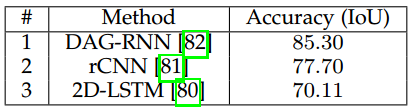 # Method Accuracy (IoU)
1 DAG-RNN [82] 85.30
2 rCNN [81] 77.70
3 2D-LSTM [80] 70.11